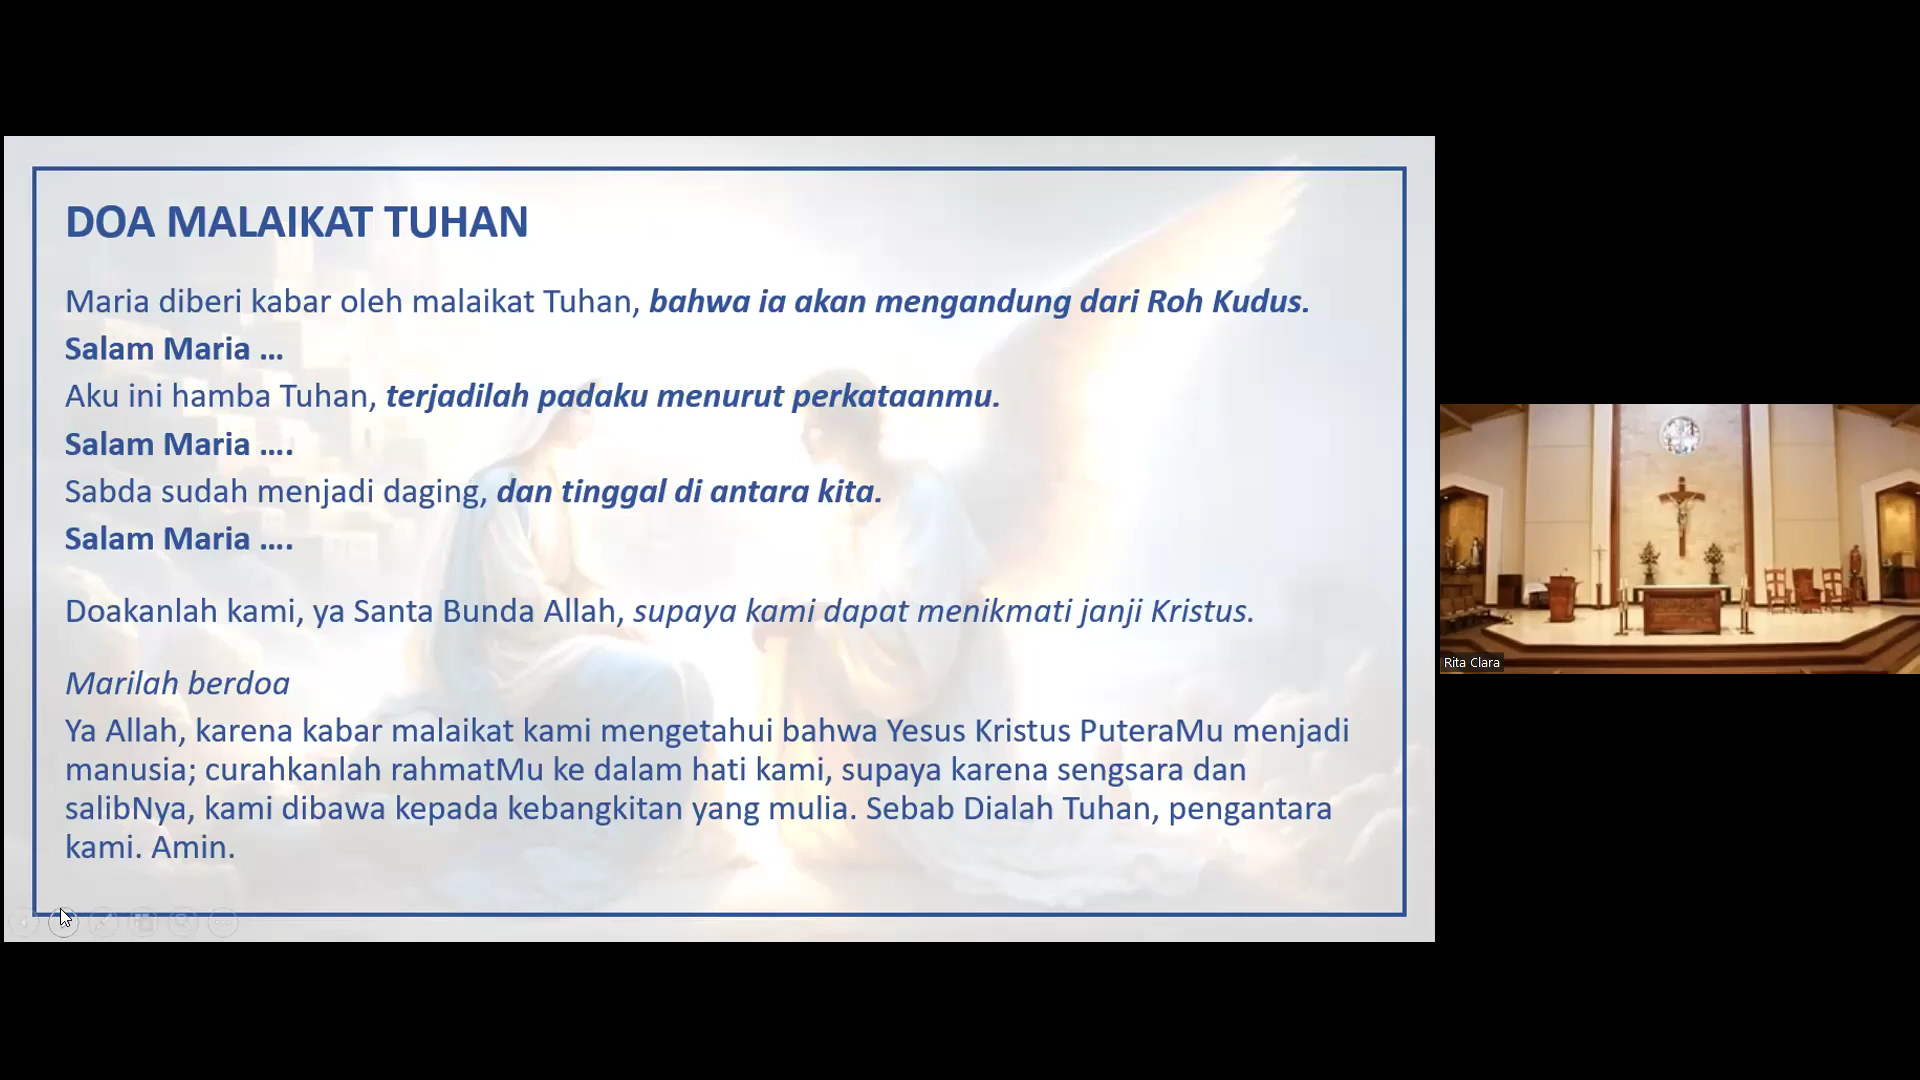 DOA MALAIKAT TUHAN
Maria diberi kabar oleh malaikat Tuhan, bahwa ia akan mengandung dari Roh Kudus.
Salam Maria ...
Aku ini hamba Tuhan, terjadilah padaku menurut perkataanmu.
Salam Maria ....
Sabda sudah menjadi daging, dan tinggal di antara kita.
Salam Maria ....
Doakanlah kami, ya Santa Bunda Allah, supaya kami dapat menikmati janji Kristus.
Marilah berdoa
Ya Allah, karena kabar malaikat kami mengetahui bahwa Yesus Kristus PuteraMu menjadi
manusia; curahkanlah rahmatMu ke dalam hati kami, supaya karena sengsara dan
salibNya, kami dibawa kepada kebangkitan yang mulia. Sebab Dialah Tuhan, pengantara
kami. Amin.
Rita Clara